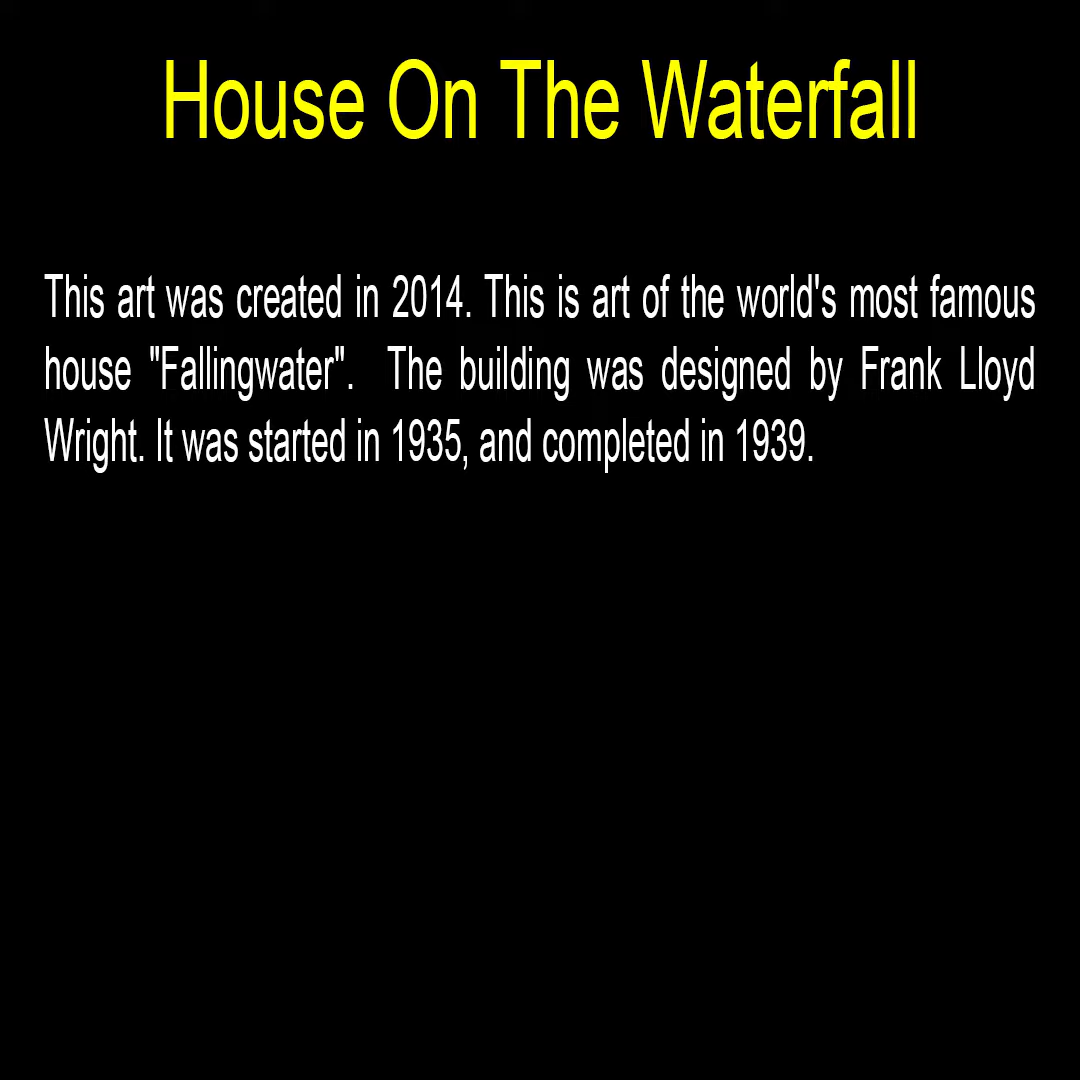 House On The Waterfall
This art was created in 2014. This is art of the world's most famous
house "Fallingwater".  The building was designed by Frank Lloyd
Wright. It was started in 1935, and completed in 1939.